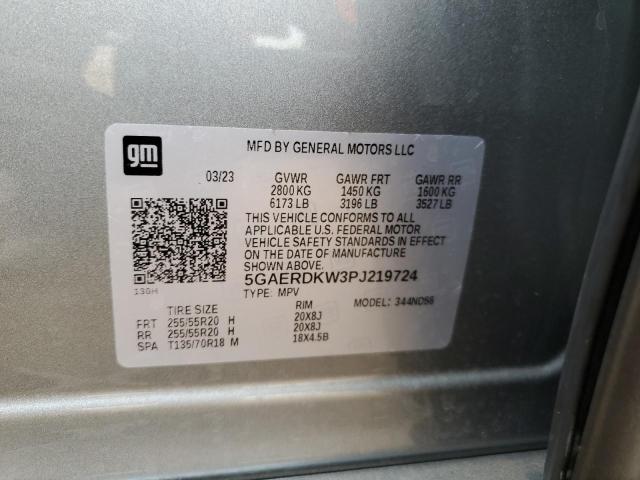 gm
MFD BY GENERAL MOTORS LLC
03/23 GVWR GAWR FRT GAWR RR
2800 KG 1450 KG 1600 KG
6173 LB 3196 LB 3527 LB
THIS VEHICLE CONFORMS TO ALL
APPLICABLE U.S. FEDERAL MOTOR
VEHICLE SAFETY STANDARDS IN EFFECT
ON THE DATE OF MANUFACTURE
SHOWN ABOVE.
5GAERDKW3PJ219724
TYPE: MPV MODEL: 344ND56
13GH
TIRE SIZE RIM
FRT 255/55R20 H 20X8J
RR 255/55R20 H 20X8J
SPA T135/70R18 M 18X4.5B